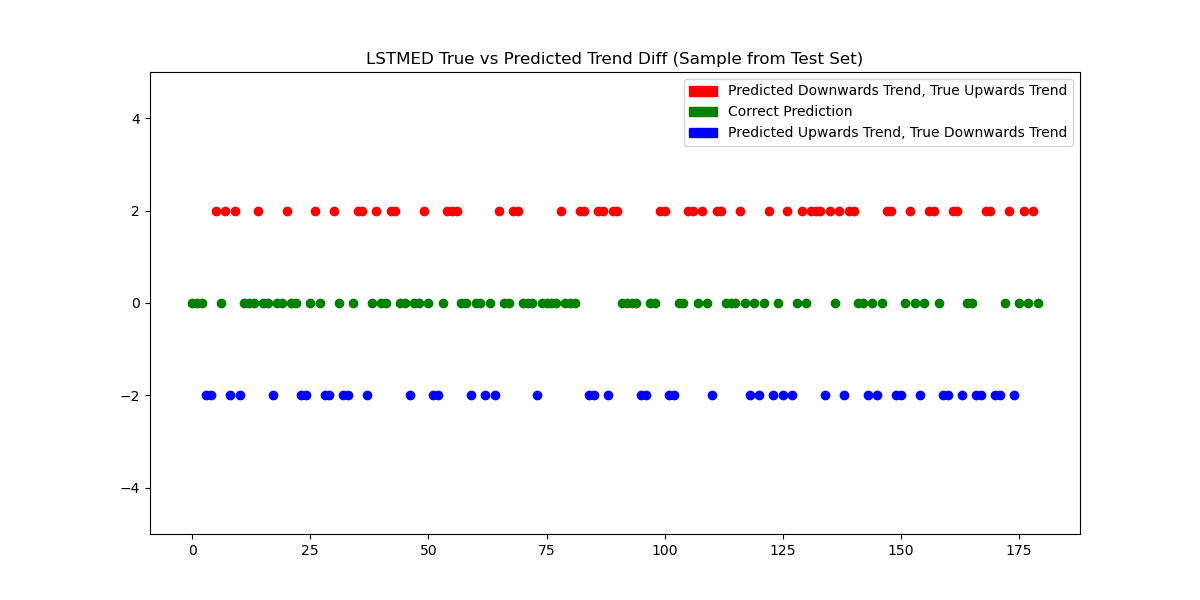 LSTMED True vs Predicted Trend Diff (Sample from Test Set)
Predicted Downwards Trend, True Upwards Trend
Correct Prediction
Predicted Upwards Trend, True Downwards Trend
4
2
0
−2
−4
0 25 50 75 100 125 150 175